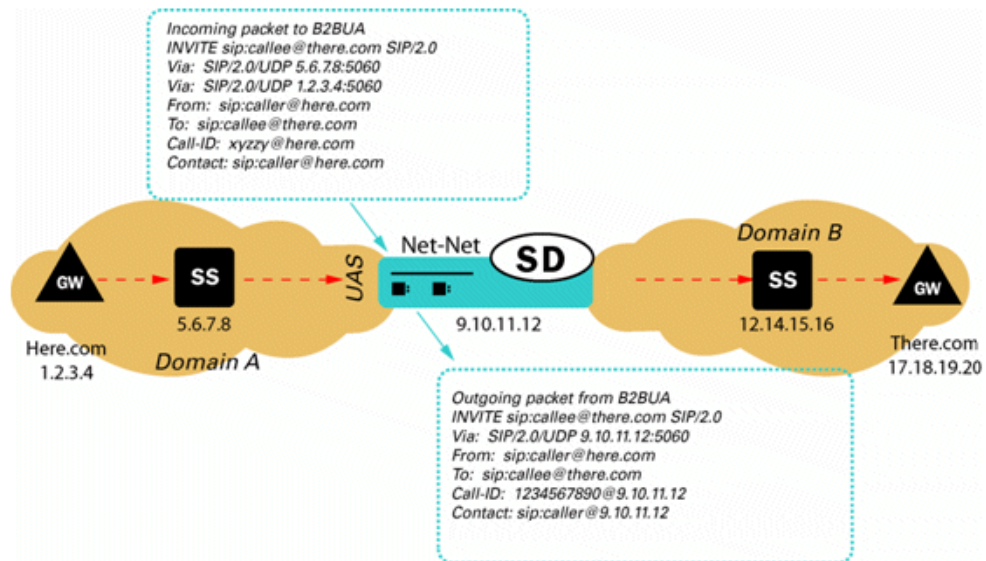 Incoming packet to B2BUA
INVITE sip:callee@there.com SIP/2.0
Via: SIP/2.0/UDP 5.6.7.8:5060
Via: SIP/2.0/UDP 1.2.3.4:5060
From: sip:caller@here.com
To: sip:callee@there.com
Call-ID: xyzzy@here.com
Contact: sip:caller@here.com
GW
Here.com
1.2.3.4
SS
5.6.7.8
Domain A
UAS
Net-Net
SD
9.10.11.12
Domain B
SS
12.14.15.16
GW
There.com
17.18.19.20
Outgoing packet from B2BUA
INVITE sip:callee@there.com SIP/2.0
Via: SIP/2.0/UDP 9.10.11.12:5060
From: sip:caller@here.com
To: sip:callee@there.com
Call-ID: 1234567890@9.10.11.12
Contact: sip:caller@9.10.11.12